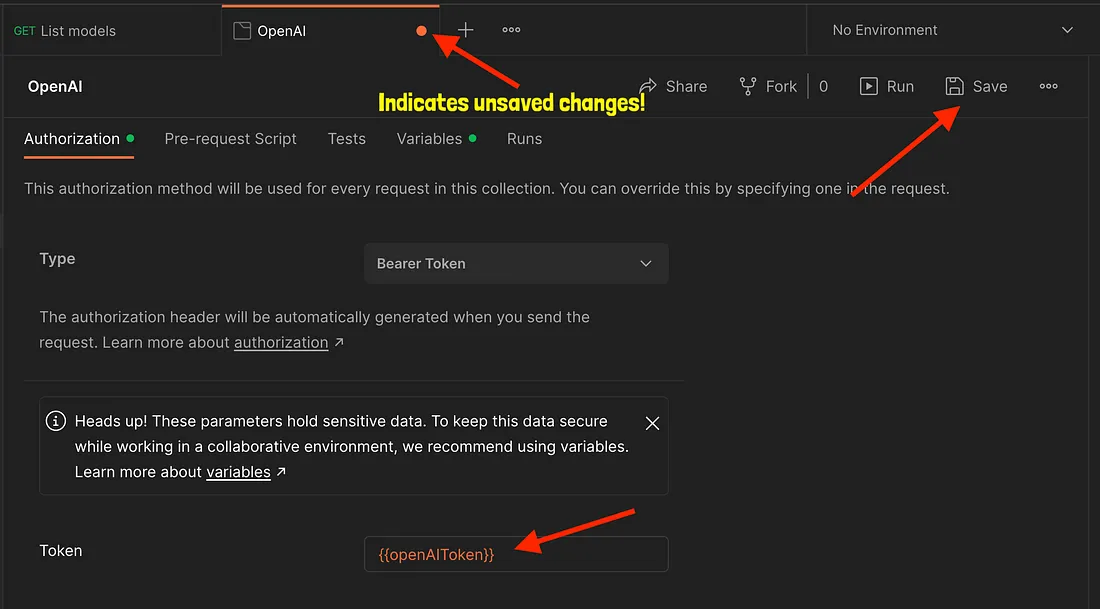 GET List models
OpenAI
No Environment
OpenAI
Share
Fork
0
Run
Save
Indicates unsaved changes!
Authorization
Pre-request Script
Tests
Variables
Runs
This authorization method will be used for every request in this collection. You can override this by specifying one in the request.
Type
Bearer Token
The authorization header will be automatically generated when you send the
request. Learn more about authorization ↗
Heads up! These parameters hold sensitive data. To keep this data secure
while working in a collaborative environment, we recommend using variables.
Learn more about variables ↗
Token
{{openAIToken}}